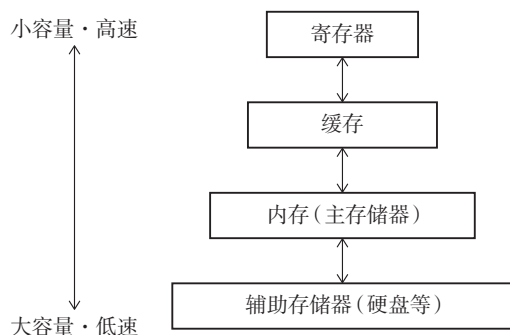 小容量・高速
寄存器
缓存
内存(主存储器)
辅助存储器(硬盘等)
大容量・低速